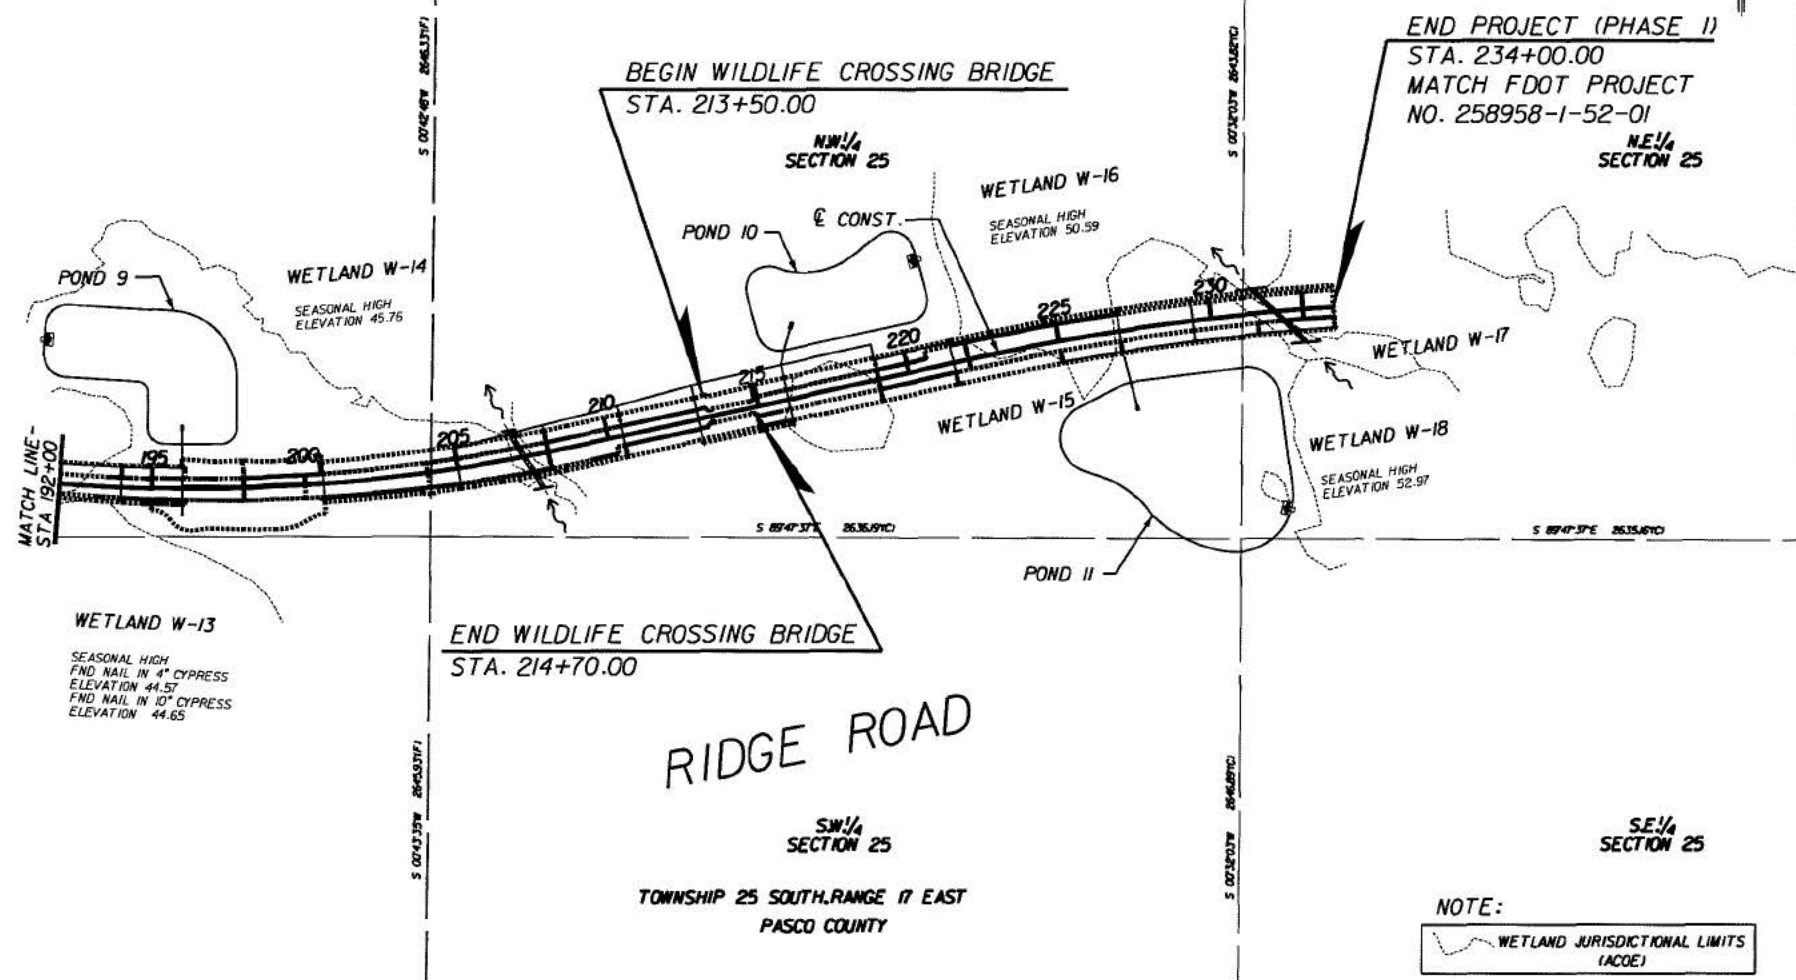 END PROJECT (PHASE I)
STA. 234+00.00
MATCH FDOT PROJECT
NO. 258958-1-52-01
BEGIN WILDLIFE CROSSING BRIDGE
STA. 213+50.00
N.W.1/4
SECTION 25
N.E.1/4
SECTION 25
WETLAND W-16
SEASONAL HIGH
ELEVATION 50.59
℄ CONST.
POND 10
POND 9
WETLAND W-14
SEASONAL HIGH
ELEVATION 45.76
195
200
205
210
215
220
225
230
WETLAND W-17
WETLAND W-15
WETLAND W-18
SEASONAL HIGH
ELEVATION 52.97
MATCH LINE-
STA 192+00
S 89°47'37"E
S 89°47'37"E
POND 11
WETLAND W-13
SEASONAL HIGH
FND NAIL IN 4" CYPRESS
ELEVATION 44.57
FND NAIL IN 10" CYPRESS
ELEVATION 44.65
END WILDLIFE CROSSING BRIDGE
STA. 214+70.00
RIDGE ROAD
S.W.1/4
SECTION 25
S.E.1/4
SECTION 25
TOWNSHIP 25 SOUTH,RANGE 17 EAST
PASCO COUNTY
NOTE:
WETLAND JURISDICTIONAL LIMITS
(ACOE)